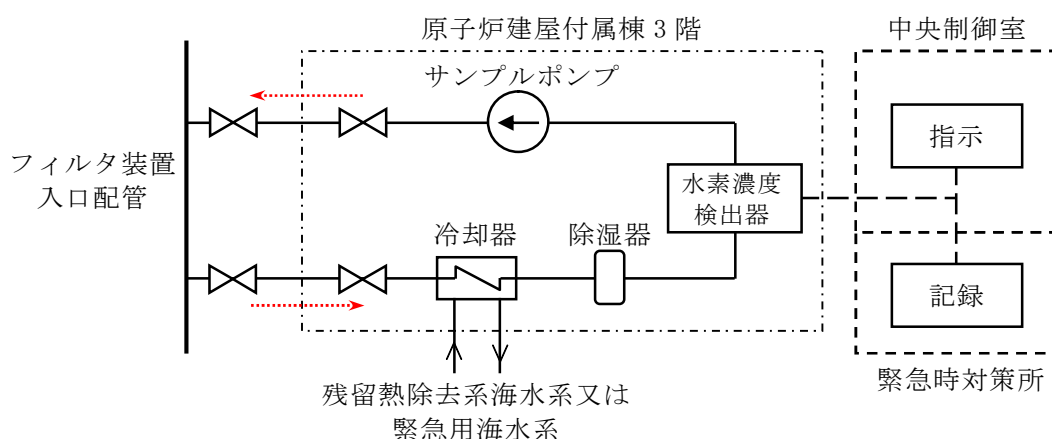 原子炉建屋付属棟3階
中央制御室
サンプルポンプ
指示
フィルタ装置
入口配管
水素濃度
検出器
冷却器
除湿器
記録
緊急時対策所
残留熱除去系海水系又は
緊急用海水系